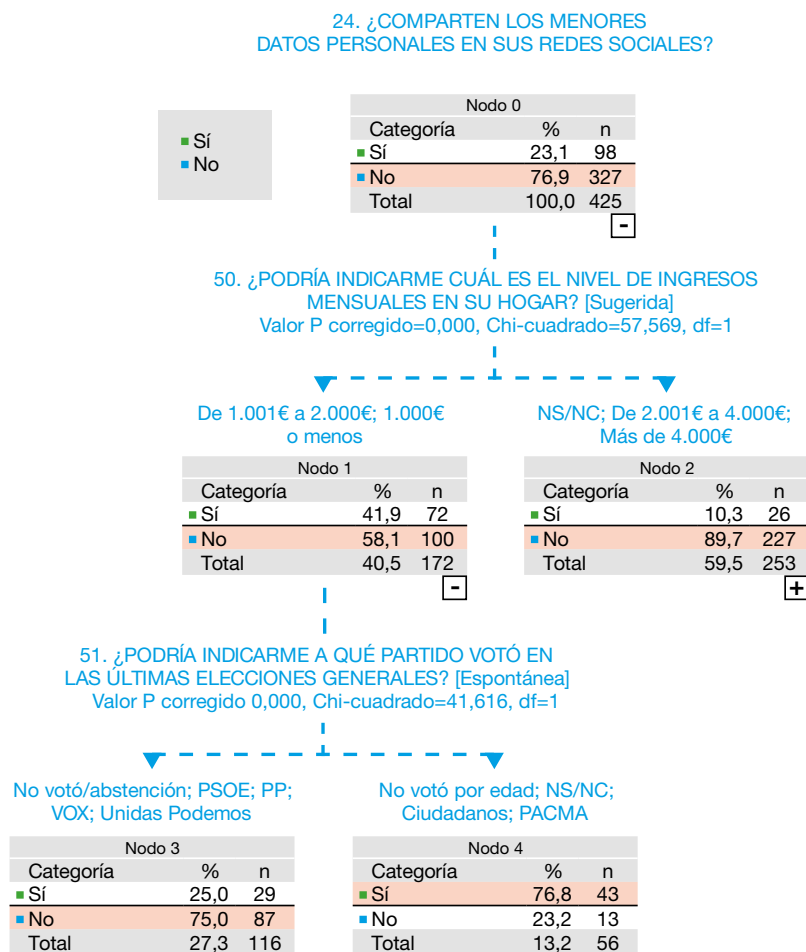 24. ¿COMPARTEN LOS MENORES
DATOS PERSONALES EN SUS REDES SOCIALES?
Sí
No
Nodo 0
Categoría % n
Sí 23,1 98
No 76,9 327
Total 100,0 425
-
50. ¿PODRÍA INDICARME CUÁL ES EL NIVEL DE INGRESOS
MENSUALES EN SU HOGAR? [Sugerida]
Valor P corregido=0,000, Chi-cuadrado=57,569, df=1
De 1.001€ a 2.000€; 1.000€
o menos
Nodo 1
Categoría % n
Sí 41,9 72
No 58,1 100
Total 40,5 172
-
NS/NC; De 2.001€ a 4.000€;
Más de 4.000€
Nodo 2
Categoría % n
Sí 10,3 26
No 89,7 227
Total 59,5 253
+
51. ¿PODRÍA INDICARME A QUÉ PARTIDO VOTÓ EN
LAS ÚLTIMAS ELECCIONES GENERALES? [Espontánea]
Valor P corregido 0,000, Chi-cuadrado=41,616, df=1
No votó/abstención; PSOE; PP;
VOX; Unidas Podemos
Nodo 3
Categoría % n
Sí 25,0 29
No 75,0 87
Total 27,3 116
No votó por edad; NS/NC;
Ciudadanos; PACMA
Nodo 4
Categoría % n
Sí 76,8 43
No 23,2 13
Total 13,2 56